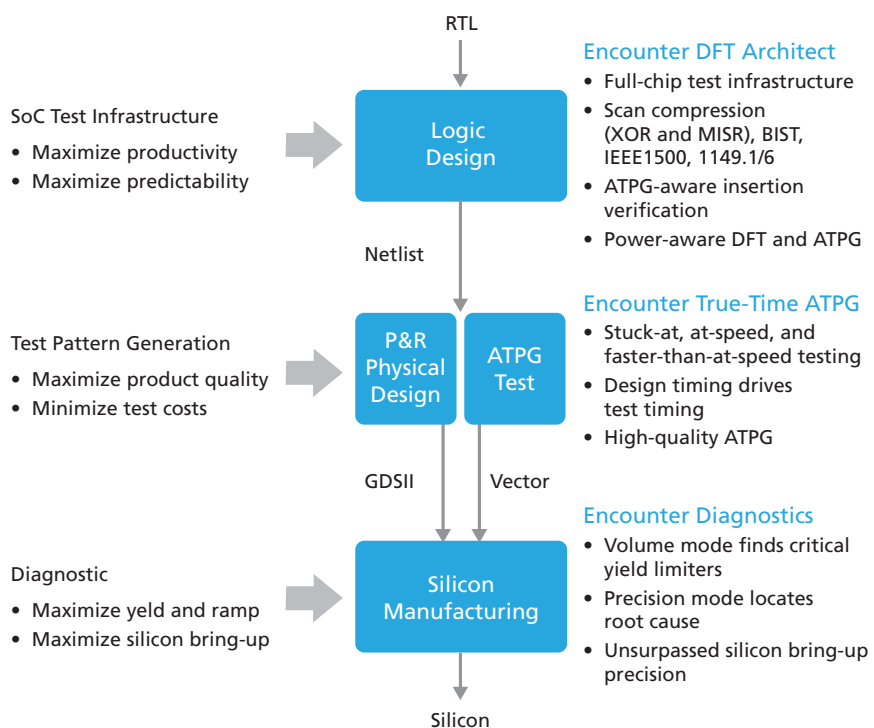 RTL
SoC Test Infrastructure
• Maximize productivity
• Maximize predictability
Logic
Design
Encounter DFT Architect
• Full-chip test infrastructure
• Scan compression
(XOR and MISR), BIST,
IEEE1500, 1149.1/6
• ATPG-aware insertion
verification
• Power-aware DFT and ATPG
Netlist
Test Pattern Generation
• Maximize product quality
• Minimize test costs
P&R
Physical
Design
ATPG
Test
Encounter True-Time ATPG
• Stuck-at, at-speed, and
faster-than-at-speed testing
• Design timing drives
test timing
• High-quality ATPG
GDSII
Vector
Diagnostic
• Maximize yeld and ramp
• Maximize silicon bring-up
Silicon
Manufacturing
Encounter Diagnostics
• Volume mode finds critical
yield limiters
• Precision mode locates
root cause
• Unsurpassed silicon bring-up
precision
Silicon